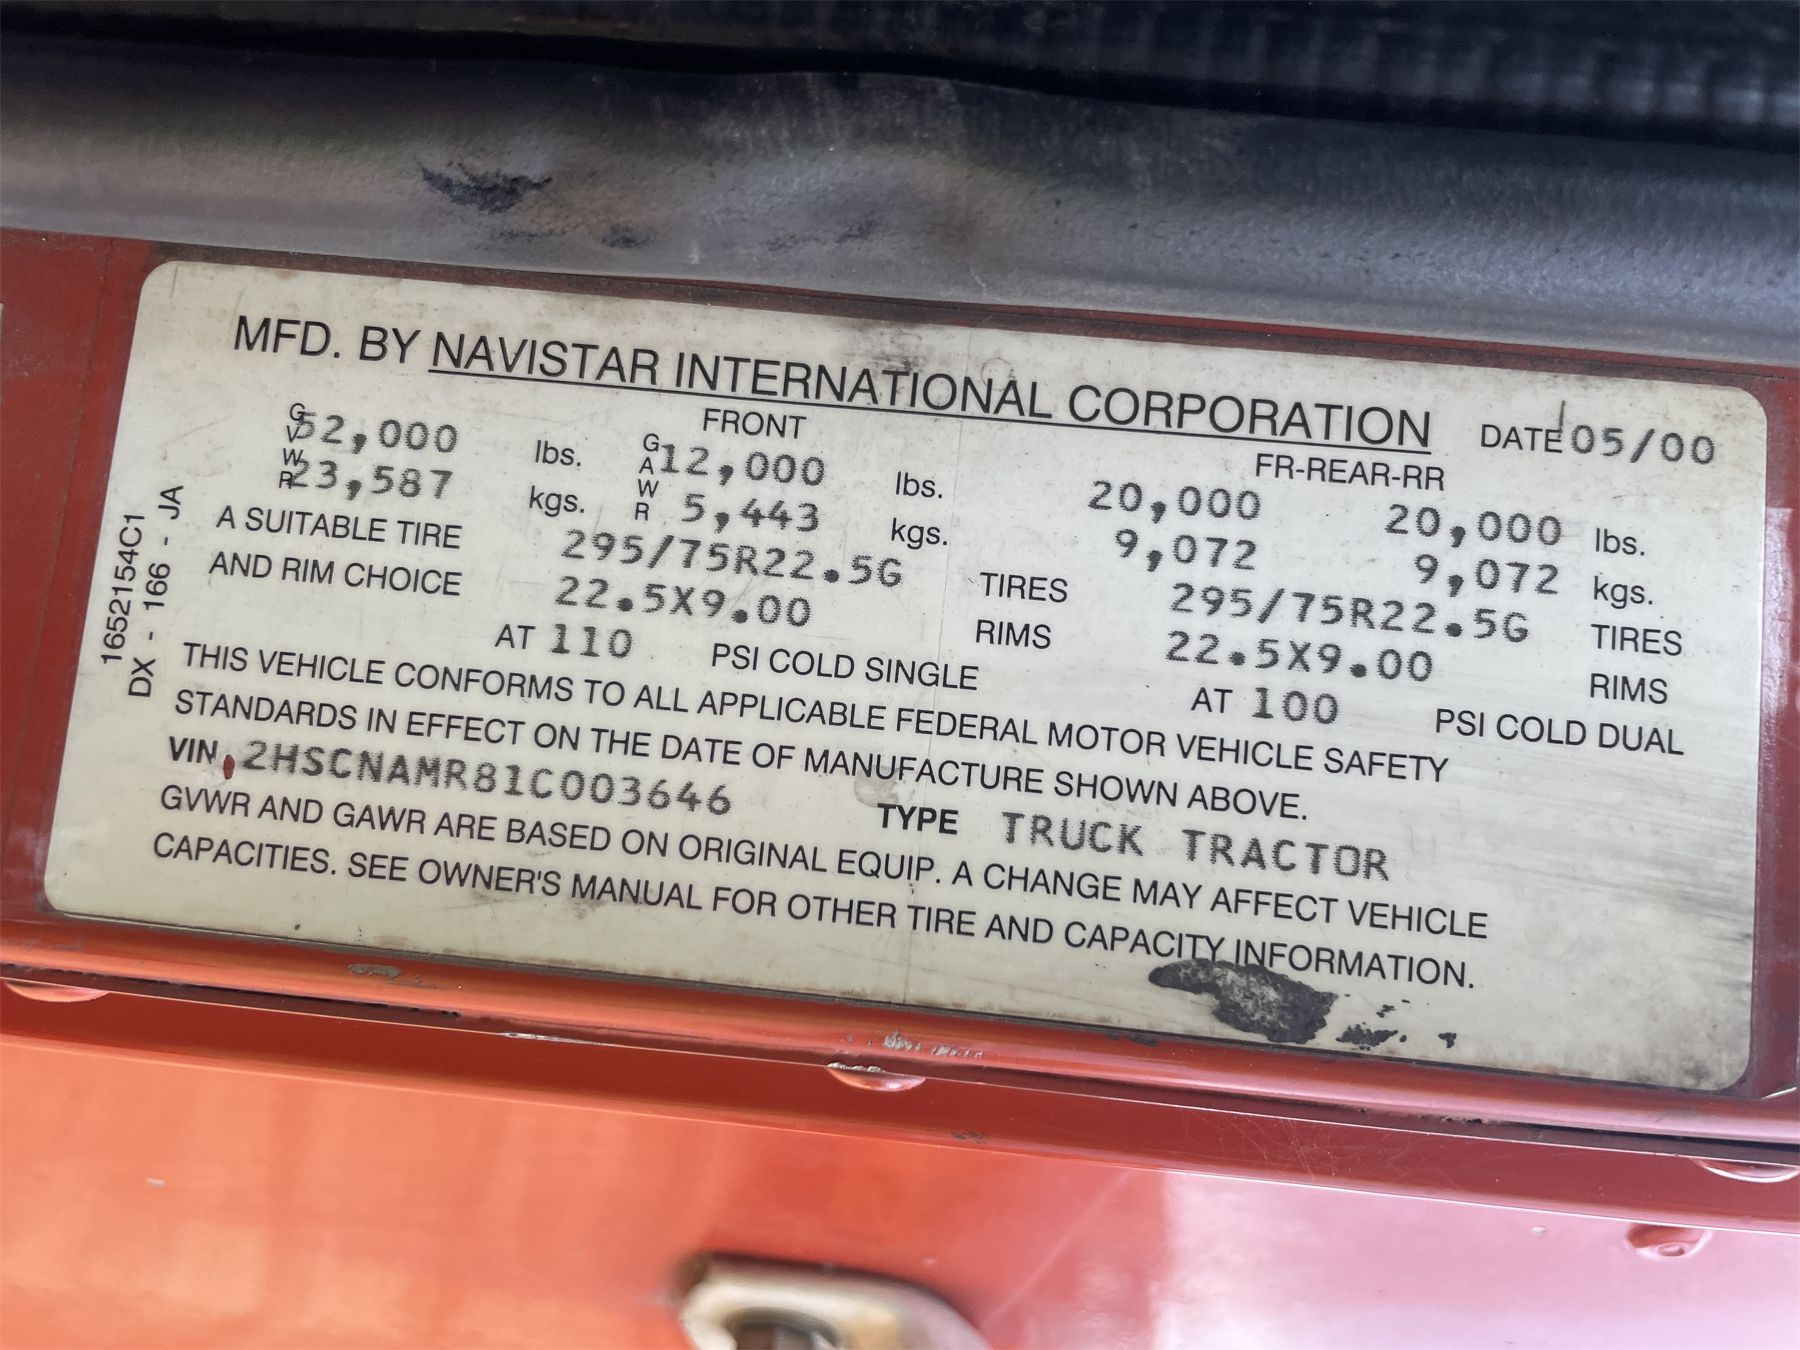 MFD. BY NAVISTAR INTERNATIONAL CORPORATION DATE 05/00
FRONT FR-REAR-RR
GVWR 52,000 lbs. GAWR 12,000 lbs. 20,000 20,000 lbs.
23,587 kgs. 5,443 kgs. 9,072 9,072 kgs.
A SUITABLE TIRE 295/75R22.5G TIRES 295/75R22.5G TIRES
AND RIM CHOICE 22.5X9.00 RIMS 22.5X9.00 RIMS
AT 110 PSI COLD SINGLE AT 100 PSI COLD DUAL
THIS VEHICLE CONFORMS TO ALL APPLICABLE FEDERAL MOTOR VEHICLE SAFETY
STANDARDS IN EFFECT ON THE DATE OF MANUFACTURE SHOWN ABOVE.
VIN 2HSCNAMR81C003646 TYPE TRUCK TRACTOR
GVWR AND GAWR ARE BASED ON ORIGINAL EQUIP. A CHANGE MAY AFFECT VEHICLE
CAPACITIES. SEE OWNER'S MANUAL FOR OTHER TIRE AND CAPACITY INFORMATION.
1652154C1
DX - 166 - JA